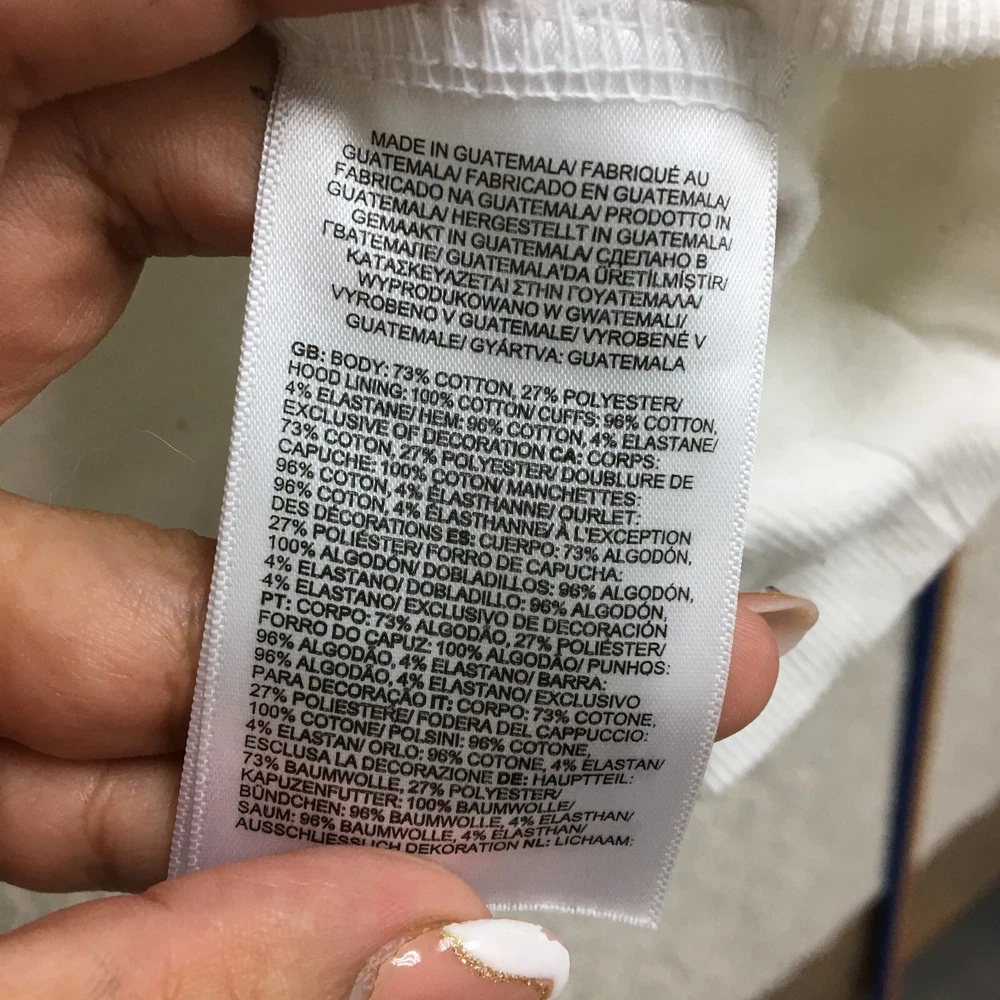 MADE IN GUATEMALA/ FABRIQUÉ AU
GUATEMALA/ FABRICADO EN GUATEMALA/
FABRICADO NA GUATEMALA/ PRODOTTO IN
GUATEMALA/ HERGESTELLT IN GUATEMALA/
GEMAAKT IN GUATEMALA/ СДЕЛАНО В
ГВАТЕМАЛЕ/ GUATEMALA'DA ÜRETİLMİŞTİR/
ΚΑΤΑΣΚΕΥΑΖΕΤΑΙ ΣΤΗΝ ΓΟΥΑΤΕΜΑΛΑ/
WYPRODUKOWANO W GWATEMALI/
VYROBENO V GUATEMALE/ VYROBENÉ V
GUATEMALE/ GYÁRTVA: GUATEMALA
GB: BODY: 73% COTTON, 27% POLYESTER/
HOOD LINING: 100% COTTON/ CUFFS: 96% COTTON,
4% ELASTANE/ HEM: 96% COTTON, 4% ELASTANE/
EXCLUSIVE OF DECORATION CA: CORPS:
73% COTON, 27% POLYESTER/ DOUBLURE DE
CAPUCHE: 100% COTON/ MANCHETTES:
96% COTON, 4% ÉLASTHANNE/ OURLET:
96% COTON, 4% ÉLASTHANNE/ À L'EXCEPTION
DES DÉCORATIONS ES: CUERPO: 73% ALGODÓN,
27% POLIÉSTER/ FORRO DE CAPUCHA:
100% ALGODÓN/ DOBLADILLOS: 96% ALGODÓN,
4% ELASTANO/ DOBLADILLO: 96% ALGODÓN,
4% ELASTANO/ EXCLUSIVO DE DECORACIÓN
PT: CORPO: 73% ALGODÃO, 27% POLIÉSTER/
FORRO DO CAPUZ: 100% ALGODÃO/ PUNHOS:
96% ALGODÃO, 4% ELASTANO/ BARRA:
96% ALGODÃO, 4% ELASTANO/ EXCLUSIVO
PARA DECORAÇÃO IT: CORPO: 73% COTONE,
27% POLIESTERE/ FODERA DEL CAPPUCCIO:
100% COTONE/ POLSINI: 96% COTONE,
4% ELASTAN/ ORLO: 96% COTONE, 4% ELASTAN/
ESCLUSA LA DECORAZIONE DE: HAUPTTEIL:
73% BAUMWOLLE, 27% POLYESTER/
KAPUZENFUTTER: 100% BAUMWOLLE/
BÜNDCHEN: 96% BAUMWOLLE, 4% ELASTHAN/
SAUM: 96% BAUMWOLLE, 4% ELASTHAN/
AUSSCHLIESSLICH DEKORATION NL: LICHAAM: